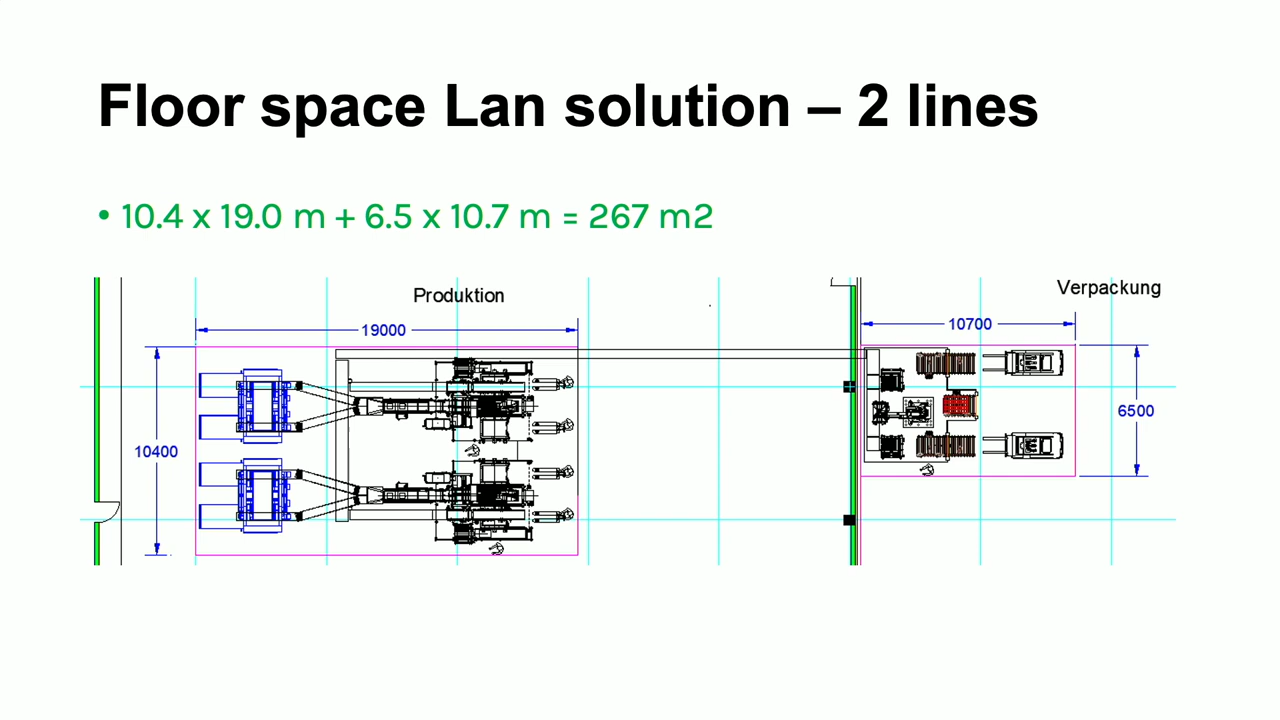 Floor space Lan solution – 2 lines
• 10.4 x 19.0 m + 6.5 x 10.7 m = 267 m2
Produktion
Verpackung
19000
10700
10400
6500